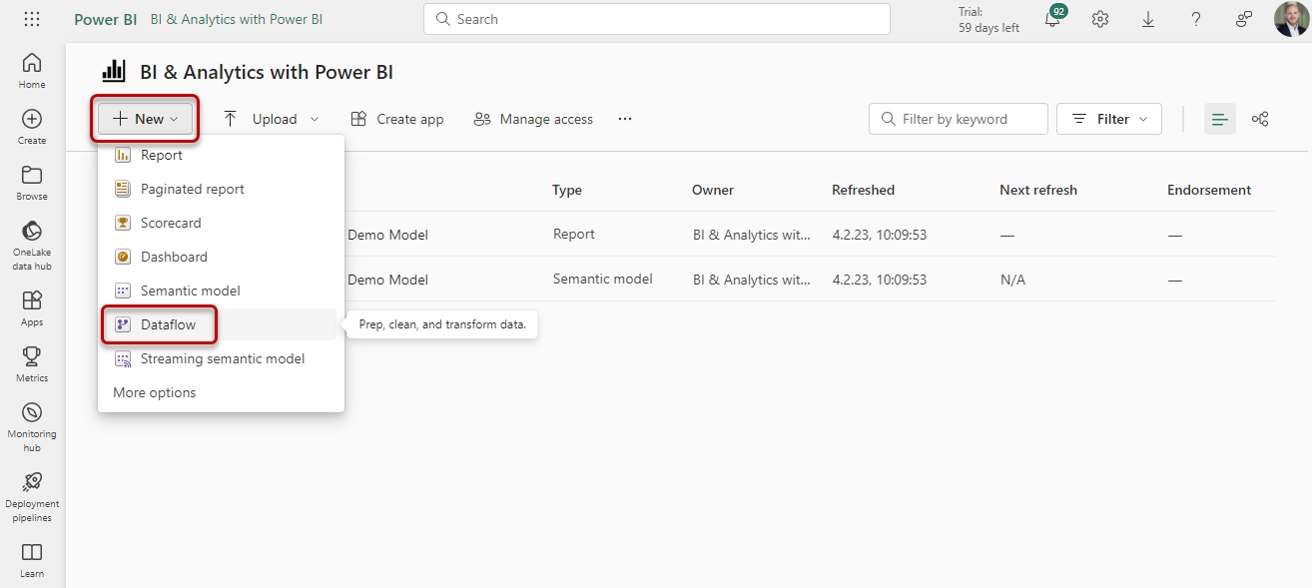 Power BI BI & Analytics with Power BI
Search
Trial:
59 days left
92
Home
Create
Browse
OneLake
data hub
Apps
Metrics
Monitoring
hub
Deployment
pipelines
Learn
BI & Analytics with Power BI
New Upload Create app Manage access ...
Filter by keyword Filter
Report
Paginated report
Scorecard
Dashboard
Semantic model
Dataflow
Prep, clean, and transform data.
Streaming semantic model
More options
Type Owner Refreshed Next refresh Endorsement
Demo Model Report BI & Analytics wit... 4.2.23, 10:09:53 — —
Demo Model Semantic model BI & Analytics wit... 4.2.23, 10:09:53 N/A —